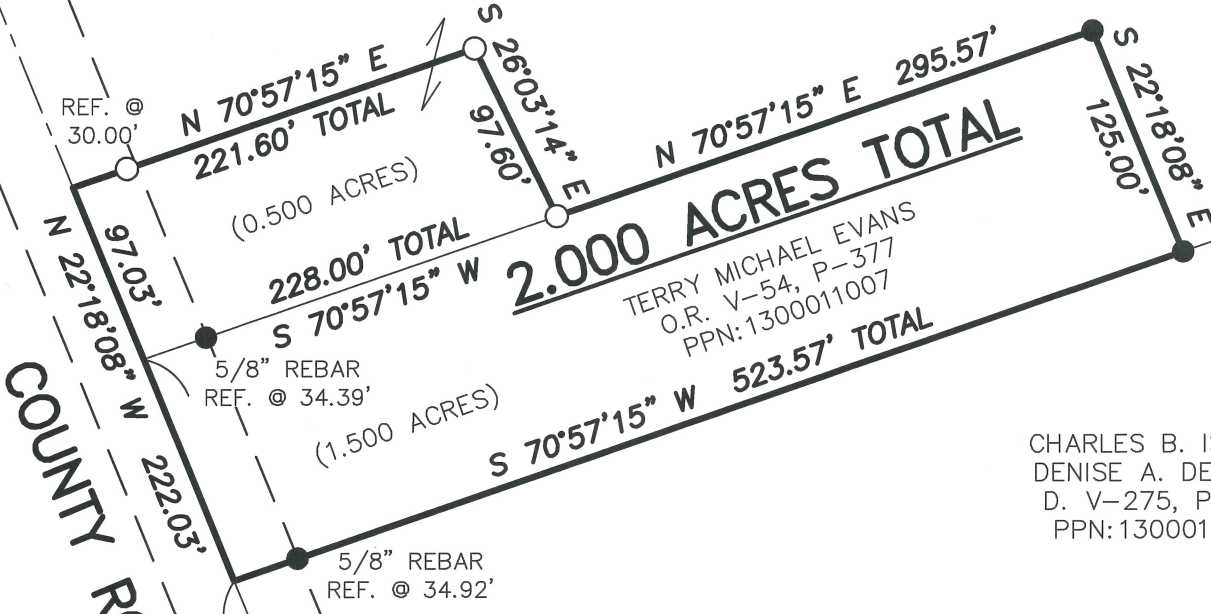 REF. @
30.00'
N 70°57'15" E
221.60' TOTAL
S 26°03'14" E
97.60'
(0.500 ACRES)
N 70°57'15" E 295.57'
S 22°18'08" E
125.00'
2.000 ACRES TOTAL
TERRY MICHAEL EVANS
O.R. V-54, P-377
PPN:1300011007
97.03'
N 22°18'08" W 222.03'
228.00' TOTAL
S 70°57'15" W
5/8" REBAR
REF. @ 34.39'
(1.500 ACRES)
S 70°57'15" W 523.57' TOTAL
5/8" REBAR
REF. @ 34.92'
COUNTY
CHARLES B.
DENISE A.
D. V-275,